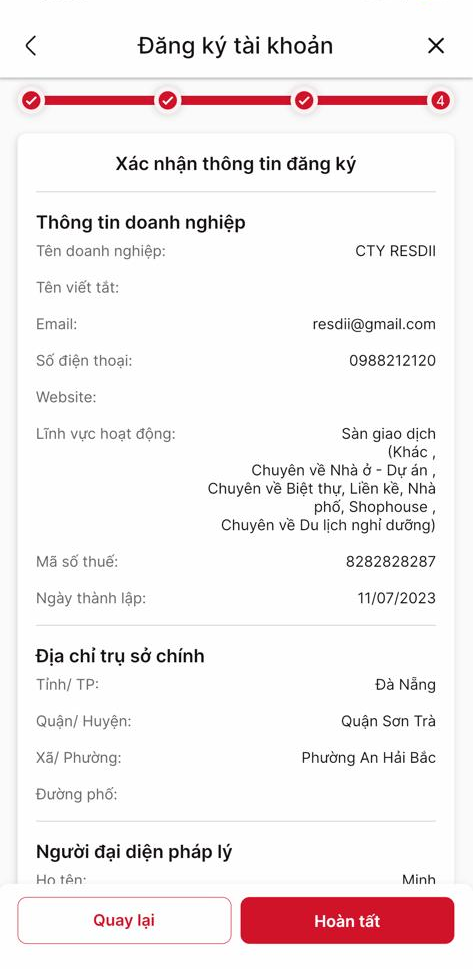 Đăng ký tài khoản
4
Xác nhận thông tin đăng ký
Thông tin doanh nghiệp
Tên doanh nghiệp: CTY RESDII
Tên viết tắt:
Email: resdii@gmail.com
Số điện thoại: 0988212120
Website:
Lĩnh vực hoạt động: Sàn giao dịch
(Khác ,
Chuyên về Nhà ở - Dự án ,
Chuyên về Biệt thự, Liền kề, Nhà
phố, Shophouse ,
Chuyên về Du lịch nghỉ dưỡng)
Mã số thuế: 8282828287
Ngày thành lập: 11/07/2023
Địa chỉ trụ sở chính
Tỉnh/ TP: Đà Nẵng
Quận/ Huyện: Quận Sơn Trà
Xã/ Phường: Phường An Hải Bắc
Đường phố:
Người đại diện pháp lý
Họ tên: Minh
Quay lại
Hoàn tất